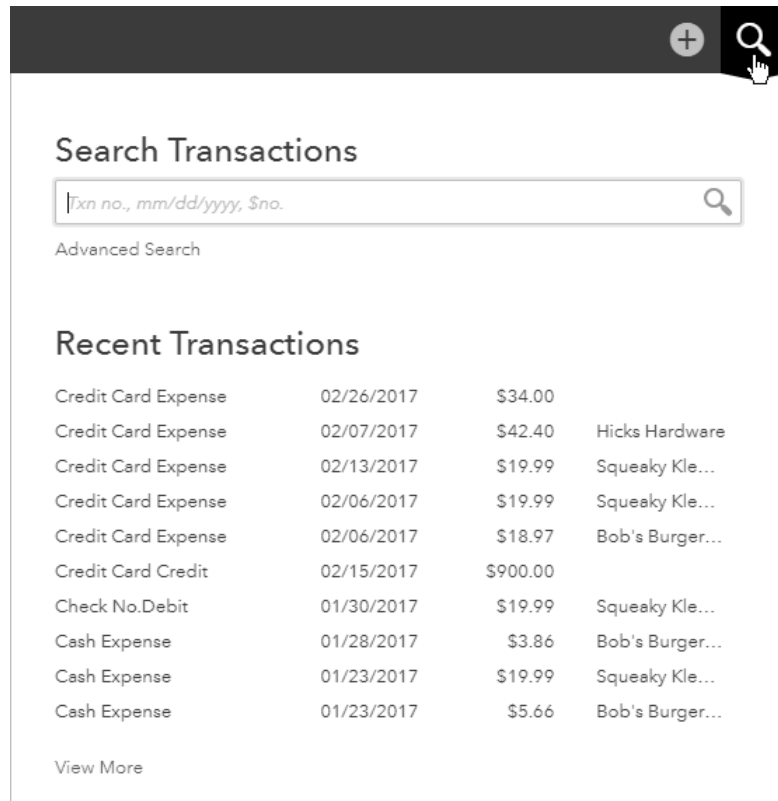 Search Transactions
Txn no., mm/dd/yyyy, $no.
Advanced Search
Recent Transactions
Credit Card Expense 02/26/2017 $34.00
Credit Card Expense 02/07/2017 $42.40 Hicks Hardware
Credit Card Expense 02/13/2017 $19.99 Squeaky Kle...
Credit Card Expense 02/06/2017 $19.99 Squeaky Kle...
Credit Card Expense 02/06/2017 $18.97 Bob's Burger...
Credit Card Credit 02/15/2017 $900.00
Check No.Debit 01/30/2017 $19.99 Squeaky Kle...
Cash Expense 01/28/2017 $3.86 Bob's Burger...
Cash Expense 01/23/2017 $19.99 Squeaky Kle...
Cash Expense 01/23/2017 $5.66 Bob's Burger...
View More